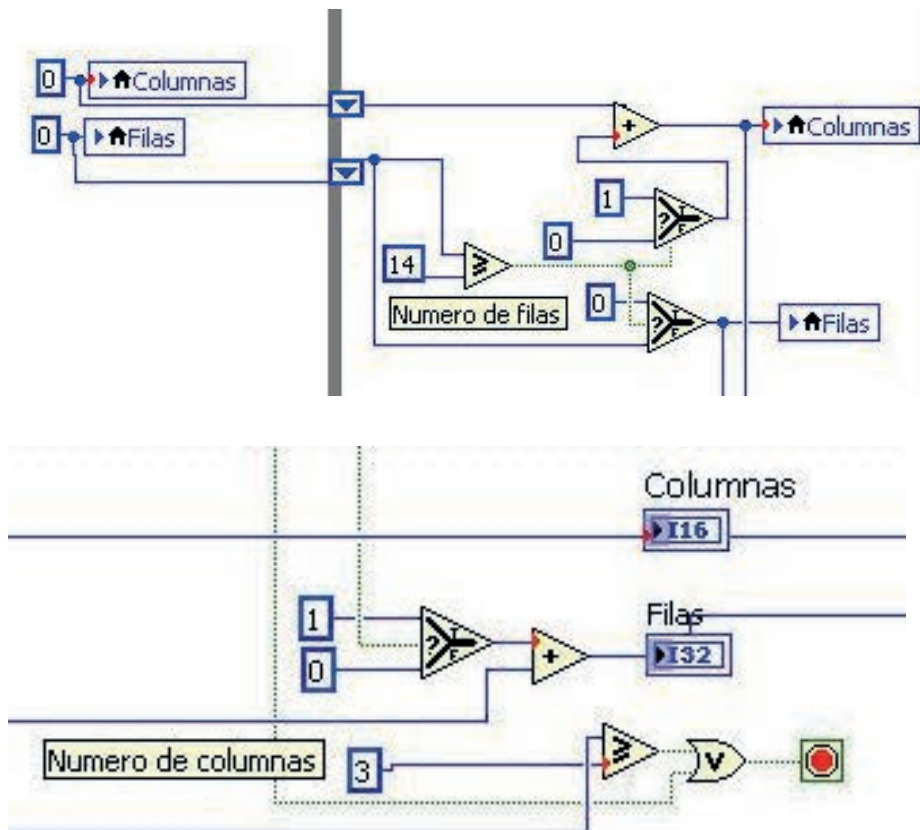 0
Columnas
0
Filas
+
Columnas
1
?
T
F
0
14
≥
Numero de filas
0
?
T
F
Filas
Columnas
I16
1
?
T
F
0
+
Filas
I32
Numero de columnas
3
≥
V